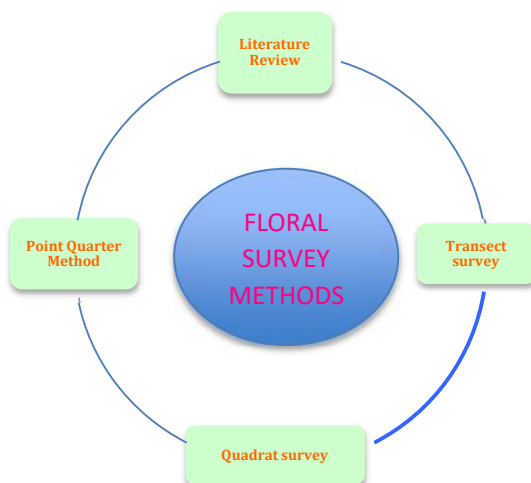 Literature
Review
FLORAL
SURVEY
METHODS
Point Quarter
Method
Transect
survey
Quadrat survey